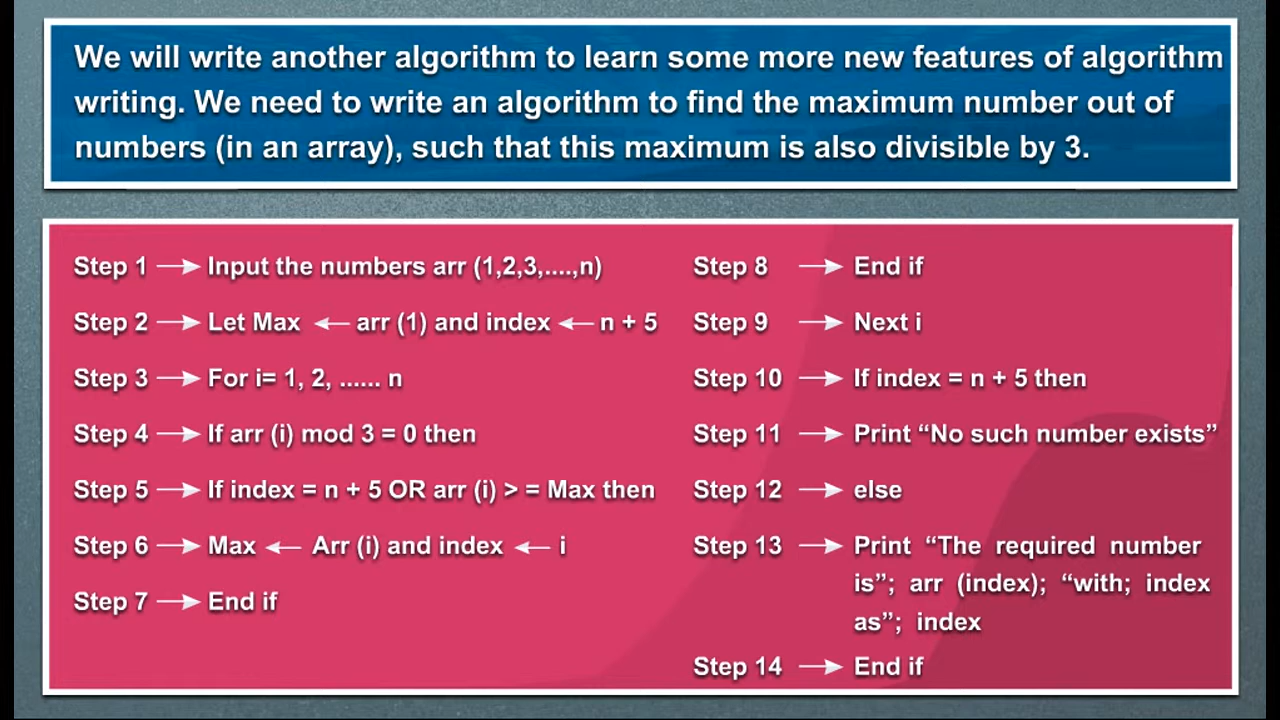 We will write another algorithm to learn some more new features of algorithm
writing. We need to write an algorithm to find the maximum number out of
numbers (in an array), such that this maximum is also divisible by 3.
Step 1 → Input the numbers arr (1,2,3,....,n)
Step 2 → Let Max ← arr (1) and index ← n + 5
Step 3 → For i= 1, 2, ...... n
Step 4 → If arr (i) mod 3 = 0 then
Step 5 → If index = n + 5 OR arr (i) > = Max then
Step 6 → Max ← Arr (i) and index ← i
Step 7 → End if
Step 8 → End if
Step 9 → Next i
Step 10 → If index = n + 5 then
Step 11 → Print “No such number exists”
Step 12 → else
Step 13 → Print “The required number
is”; arr (index); “with; index
as”; index
Step 14 → End if